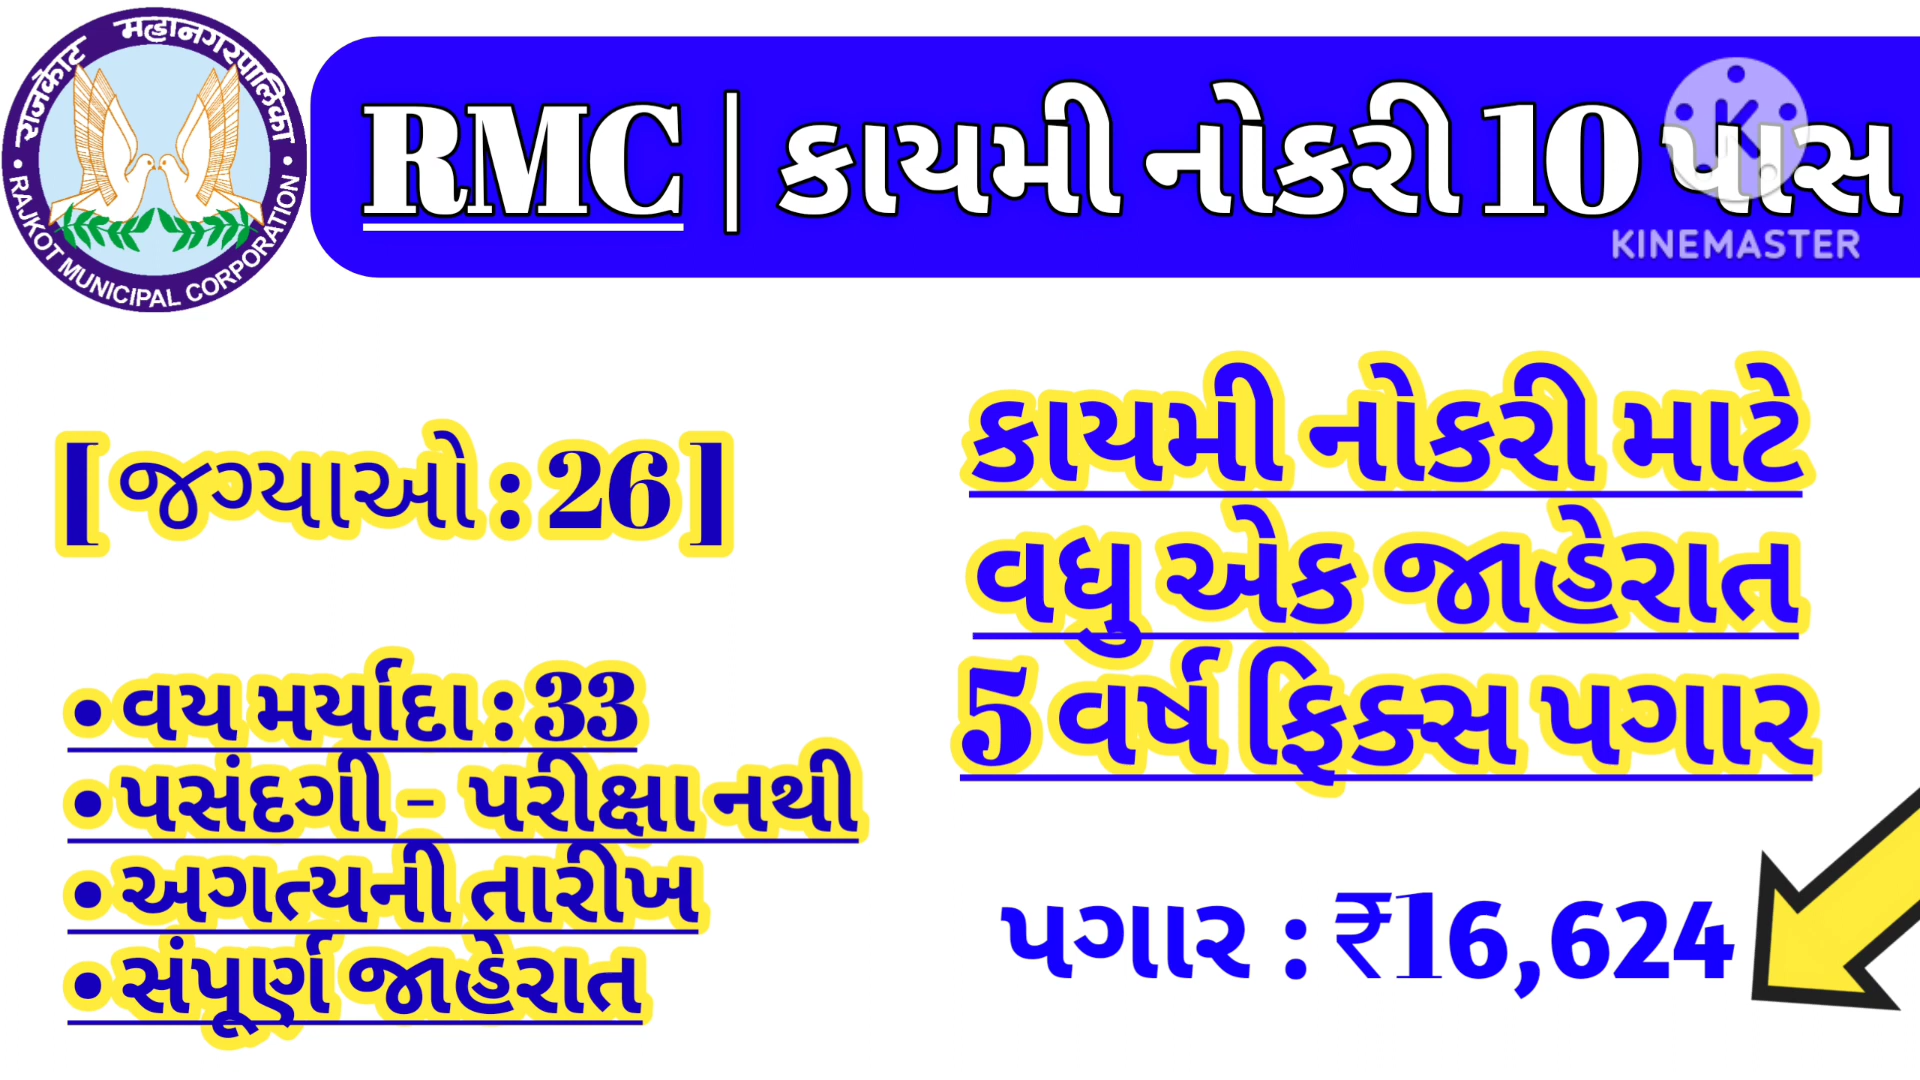 राजकोट महानगरपालिका
• RAJKOT MUNICIPAL CORPORATION •
RMC | કાયમી નોકરી 10 પાસ
KINEMASTER
[ જગ્યાઓ : 26 ]
• વય મર્યાદા : 33
• પસંદગી - પરીક્ષા નથી
• અગત્યની તારીખ
• સંપૂર્ણ જાહેરાત
કાયમી નોકરી માટે
વધુ એક જાહેરાત
5 વર્ષ ફિક્સ પગાર
પગાર : ₹16,624